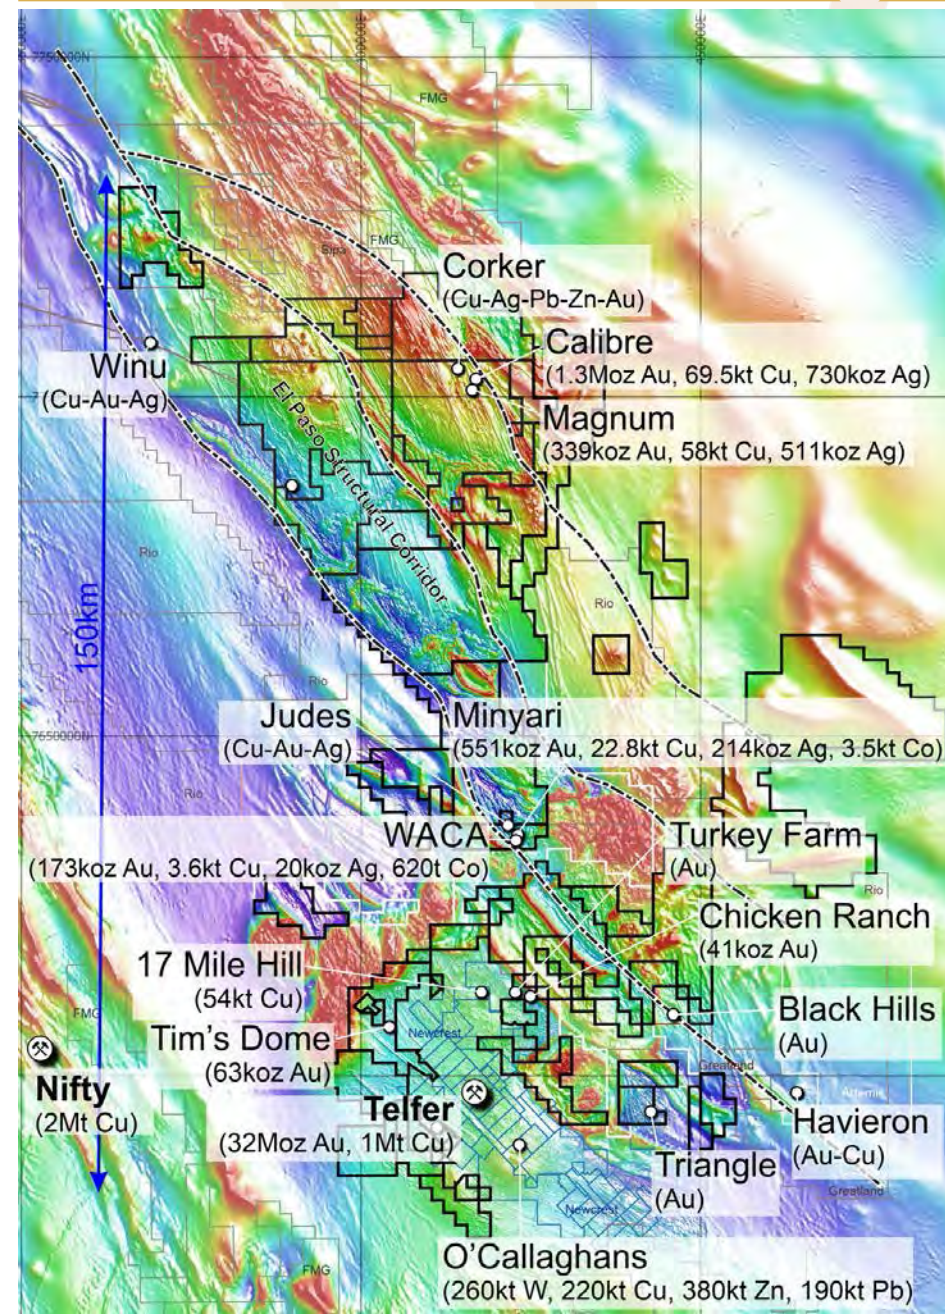 7750000N
400000E
450000E
FMG
Sipa
FMG
Corker
(Cu-Ag-Pb-Zn-Au)
Calibre
(1.3Moz Au, 69.5kt Cu, 730koz Ag)
Winu
(Cu-Au-Ag)
Magnum
(339koz Au, 58kt Cu, 511koz Ag)
El Paso Structural Corridor
Rio
Rio
150km
Rio
Judes
(Cu-Au-Ag)
Minyari
(551koz Au, 22.8kt Cu, 214koz Ag, 3.5kt Co)
7650000N
Rio
WACA
(173koz Au, 3.6kt Cu, 20koz Ag, 620t Co)
Turkey Farm
(Au)
Rio
Chicken Ranch
(41koz Au)
17 Mile Hill
(54kt Cu)
Black Hills
(Au)
FMG
Newcrest
Tim's Dome
(63koz Au)
Greatland
Artemis
Nifty
(2Mt Cu)
Telfer
(32Moz Au, 1Mt Cu)
Havieron
(Au-Cu)
Triangle
(Au)
Greatland
Newcrest
O'Callaghans
(260kt W, 220kt Cu, 380kt Zn, 190kt Pb)
FMG